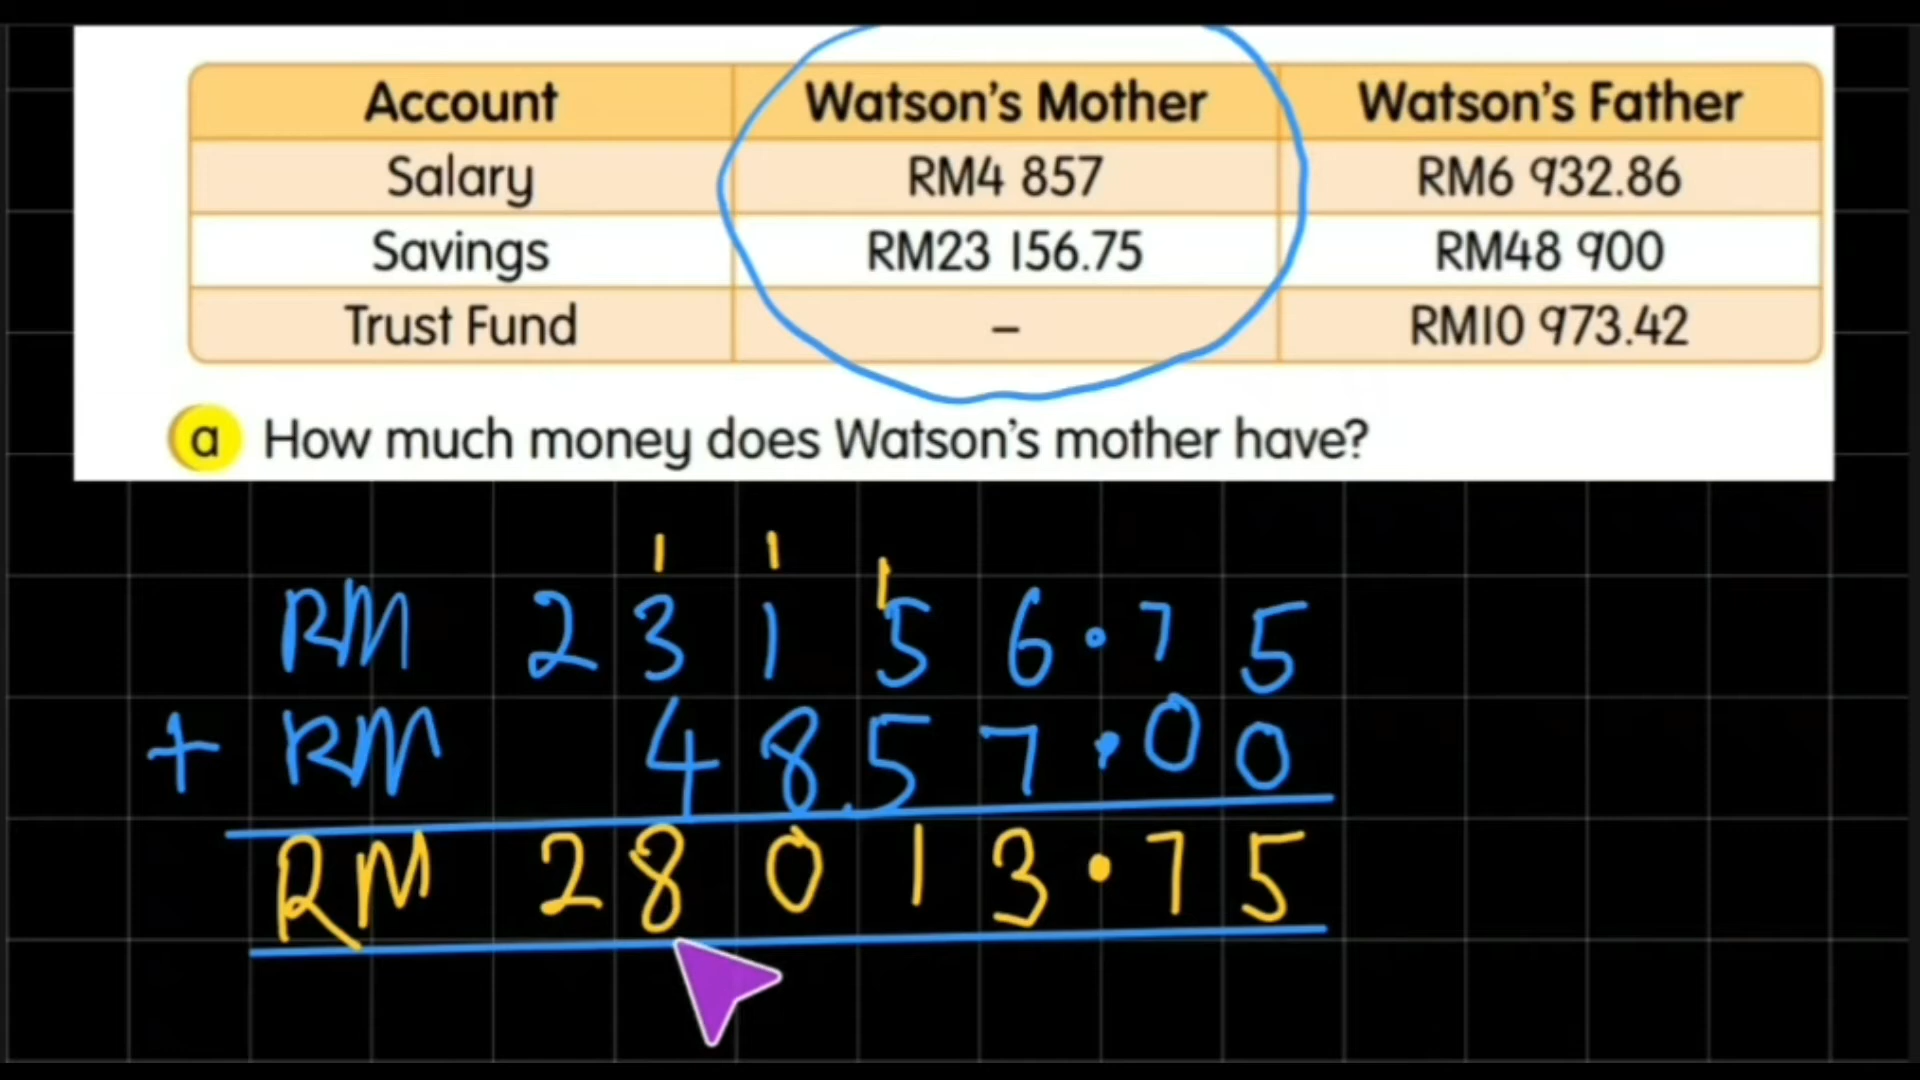 Account Watson's Mother Watson's Father
Salary RM4 857 RM6 932.86
Savings RM23 156.75 RM48 900
Trust Fund – RM10 973.42
a How much money does Watson's mother have?
1 1 1
RM 2 3 1 5 6 . 7 5
+ RM 4 8 5 7 . 0 0
RM 2 8 0 1 3 . 7 5